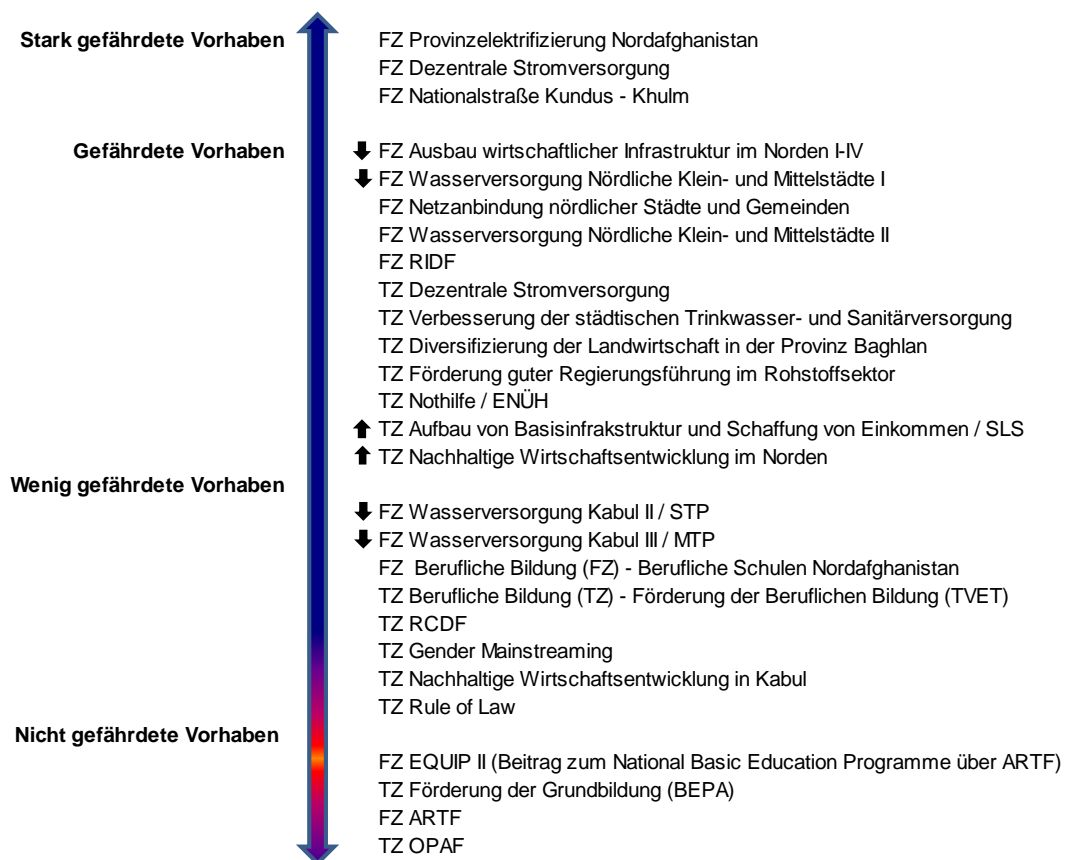 Stark gefährdete Vorhaben
FZ Provinzelektrifizierung Nordafghanistan
FZ Dezentrale Stromversorgung
FZ Nationalstraße Kundus - Khulm
Gefährdete Vorhaben
FZ Ausbau wirtschaftlicher Infrastruktur im Norden I-IV
FZ Wasserversorgung Nördliche Klein- und Mittelstädte I
FZ Netzanbindung nördlicher Städte und Gemeinden
FZ Wasserversorgung Nördliche Klein- und Mittelstädte II
FZ RIDF
TZ Dezentrale Stromversorgung
TZ Verbesserung der städtischen Trinkwasser- und Sanitärversorgung
TZ Diversifizierung der Landwirtschaft in der Provinz Baghlan
TZ Förderung guter Regierungsführung im Rohstoffsektor
TZ Nothilfe / ENÜH
TZ Aufbau von Basisinfrakstruktur und Schaffung von Einkommen / SLS
TZ Nachhaltige Wirtschaftsentwicklung im Norden
Wenig gefährdete Vorhaben
FZ Wasserversorgung Kabul II / STP
FZ Wasserversorgung Kabul III / MTP
FZ Berufliche Bildung (FZ) - Berufliche Schulen Nordafghanistan
TZ Berufliche Bildung (TZ) - Förderung der Beruflichen Bildung (TVET)
TZ RCDF
TZ Gender Mainstreaming
TZ Nachhaltige Wirtschaftsentwicklung in Kabul
TZ Rule of Law
Nicht gefährdete Vorhaben
FZ EQUIP II (Beitrag zum National Basic Education Programme über ARTF)
TZ Förderung der Grundbildung (BEPA)
FZ ARTF
TZ OPAF